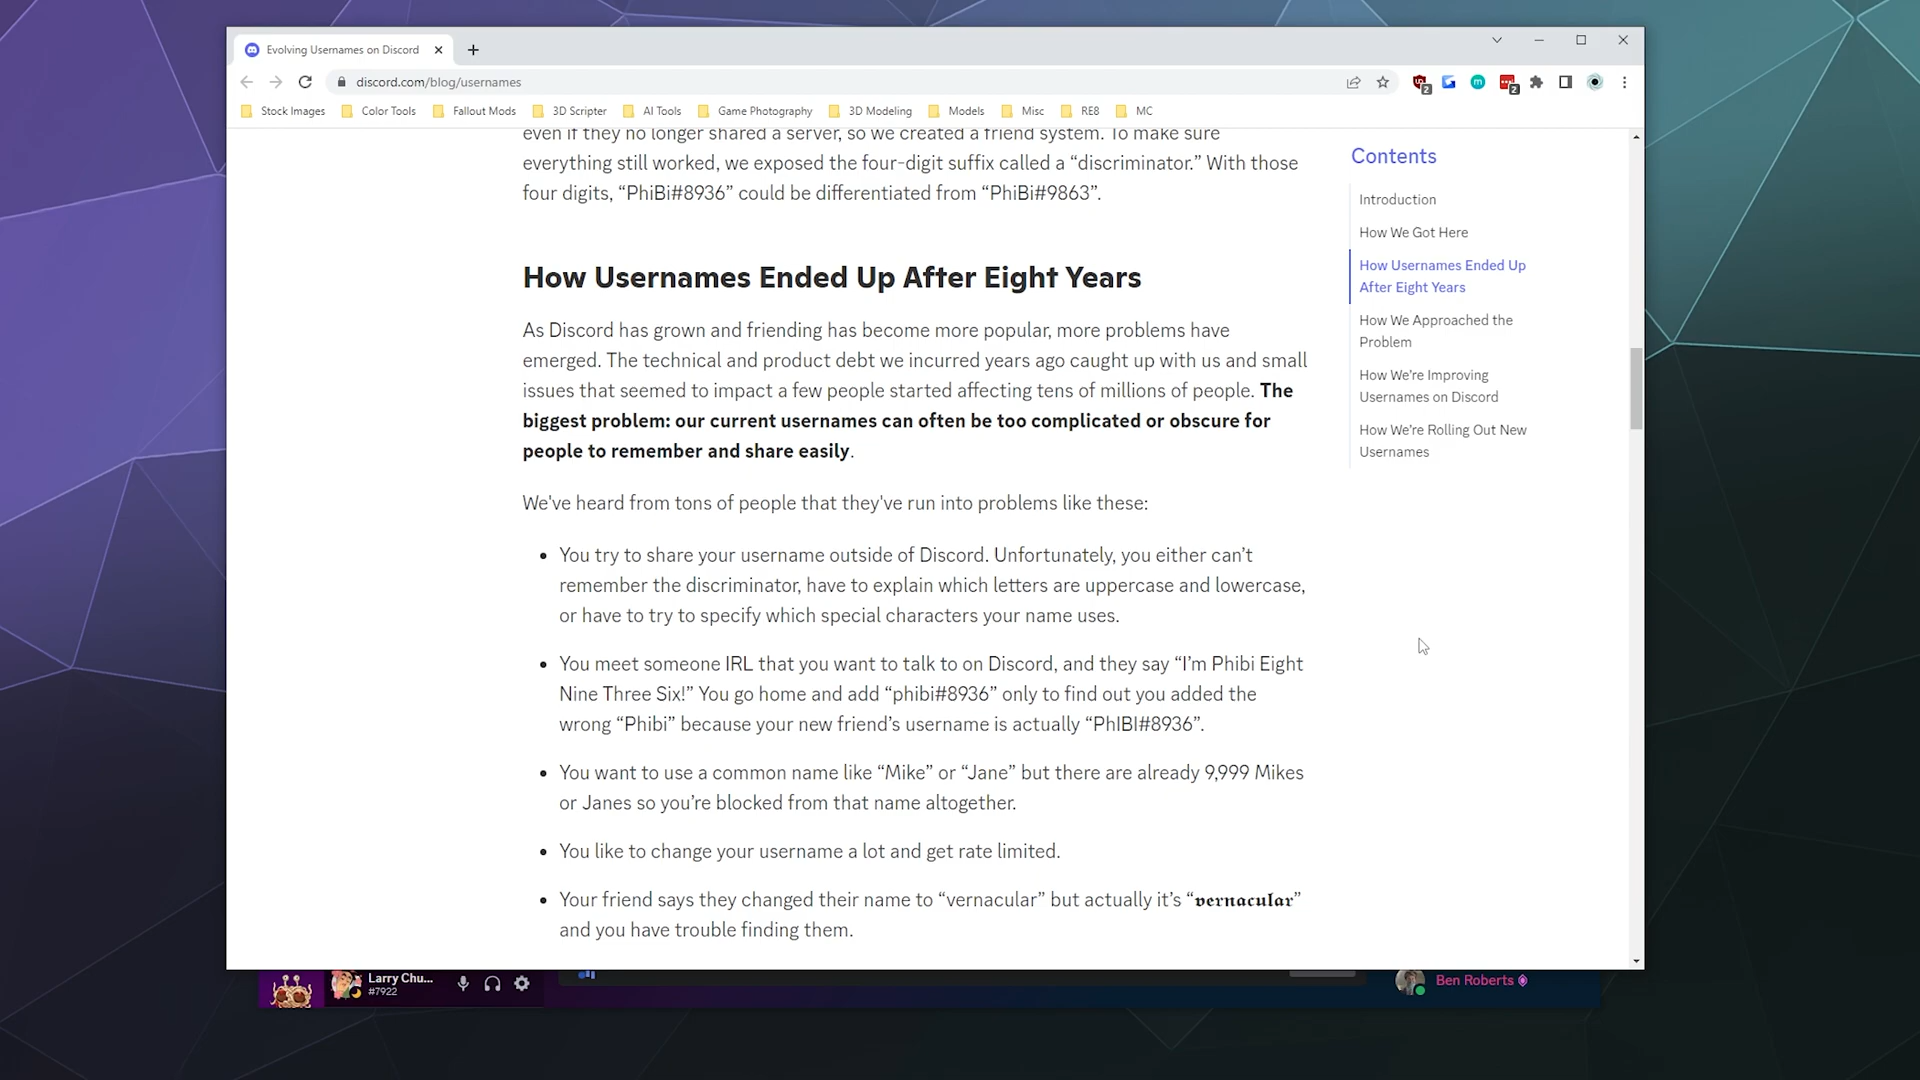 Evolving Usernames on Discord
discord.com/blog/usernames
2
2
Stock Images
Color Tools
Fallout Mods
3D Scripter
AI Tools
Game Photography
3D Modeling
Models
Misc
RE8
MC
even if they no longer shared a server, so we created a friend system. To make sure
everything still worked, we exposed the four-digit suffix called a “discriminator.” With those
four digits, “PhiBi#8936” could be differentiated from “PhiBi#9863”.
How Usernames Ended Up After Eight Years
As Discord has grown and friending has become more popular, more problems have
emerged. The technical and product debt we incurred years ago caught up with us and small
issues that seemed to impact a few people started affecting tens of millions of people. The
biggest problem: our current usernames can often be too complicated or obscure for
people to remember and share easily.
We've heard from tons of people that they've run into problems like these:
• You try to share your username outside of Discord. Unfortunately, you either can’t
remember the discriminator, have to explain which letters are uppercase and lowercase,
or have to try to specify which special characters your name uses.
• You meet someone IRL that you want to talk to on Discord, and they say “I’m Phibi Eight
Nine Three Six!” You go home and add “phibi#8936” only to find out you added the
wrong “Phibi” because your new friend’s username is actually “PhIBI#8936”.
• You want to use a common name like “Mike” or “Jane” but there are already 9,999 Mikes
or Janes so you’re blocked from that name altogether.
• You like to change your username a lot and get rate limited.
• Your friend says they changed their name to “vernacular” but actually it’s “𝖛𝖊𝖗𝖓𝖆𝖈𝖚𝖑𝖆𝖗”
and you have trouble finding them.
Contents
Introduction
How We Got Here
How Usernames Ended Up
After Eight Years
How We Approached the
Problem
How We’re Improving
Usernames on Discord
How We’re Rolling Out New
Usernames
Larry Chu...
#7922
Ben Roberts